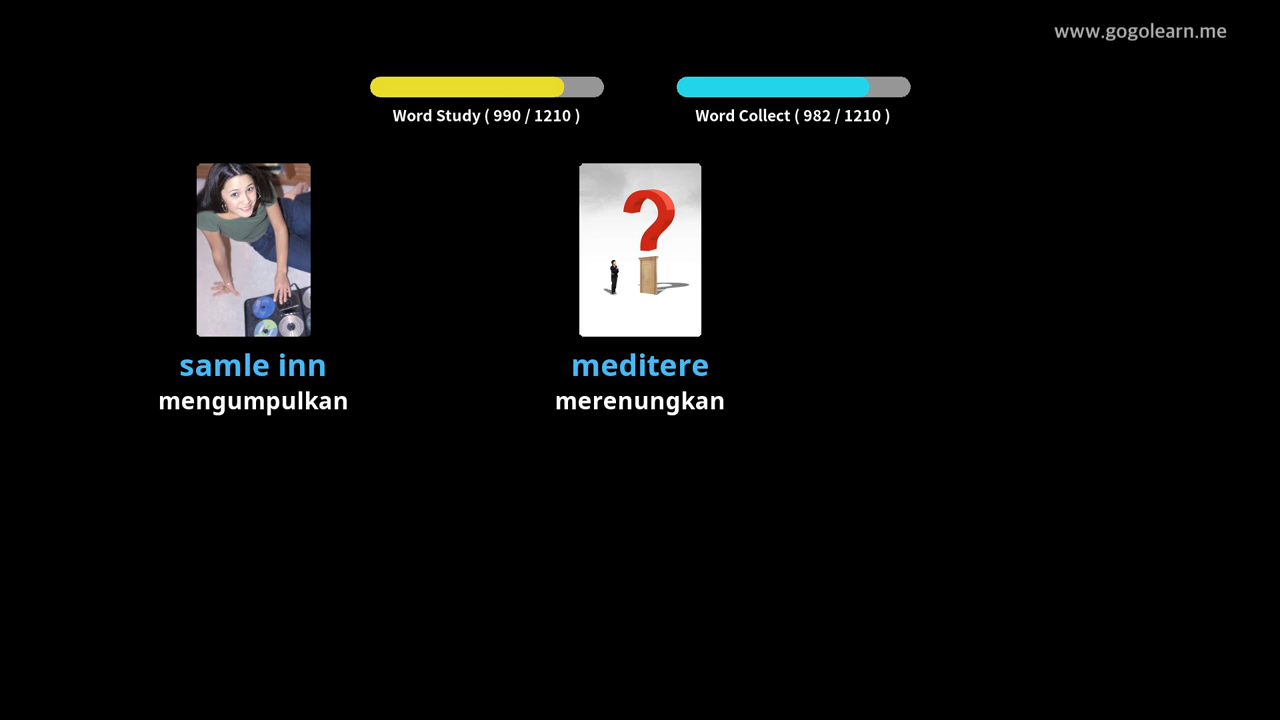 www.gogolearn.me
Word Study ( 990 / 1210 )
Word Collect ( 982 / 1210 )
samle inn
mengumpulkan
meditere
merenungkan